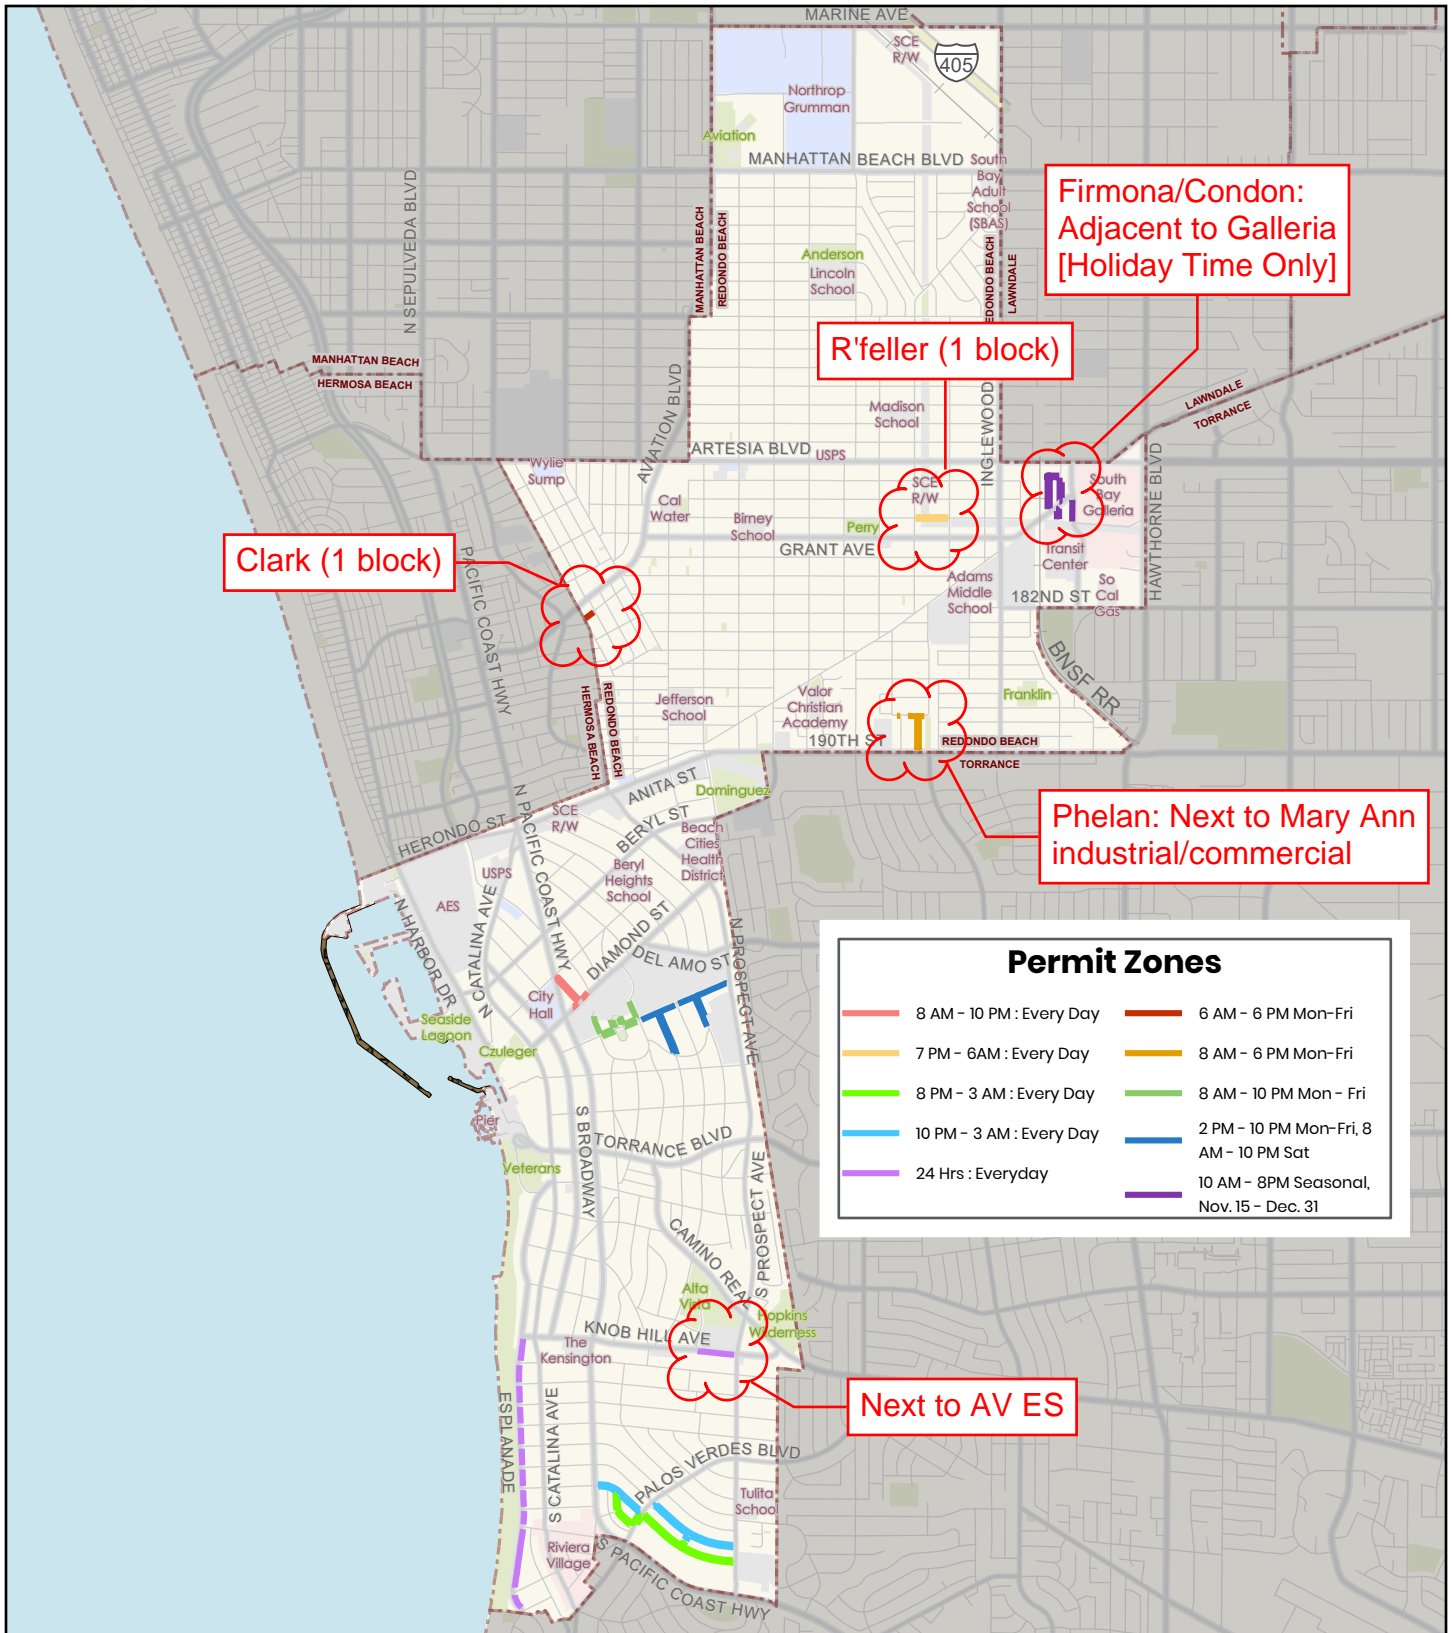 MARINE AVE
SCE
R/W
405
Northrop
Grumman
Aviation
MANHATTAN BEACH BLVD
South
Bay
Adult
School
(SBAS)
N SEPULVEDA BLVD
MANHATTAN BEACH
REDONDO BEACH
Firmona/Condon:
Adjacent to Galleria
[Holiday Time Only]
Anderson
Lincoln
School
EDONDO BEACH
LAWNDALE
R'feller (1 block)
MANHATTAN BEACH
HERMOSA BEACH
AVIATION BLVD
INGLEWOOD
LAWNDALE
TORRANCE
Madison
School
ARTESIA BLVD
USPS
Wylie
Sump
HAWTHORNE BLVD
SCE
R/W
South
Bay
Galleria
Cal
Water
Birney
School
Perry
GRANT AVE
Transit
Center
Clark (1 block)
PACIFIC COAST HWY
Adams
Middle
School
182ND ST
So
Cal
Gas
BNSF RR
HERMOSA BEACH
REDONDO BEACH
Jefferson
School
Valor
Christian
Academy
Franklin
190TH ST
REDONDO BEACH
TORRANCE
ANITA ST
Dominguez
Phelan: Next to Mary Ann
industrial/commercial
HERONDO ST
N PACIFIC COAST HWY
SCE
R/W
BERYL ST
Beach
Cities
Health
District
USPS
Beryl
Heights
School
AES
N HARBOR DR
N CATALINA AVE
DIAMOND ST
DEL AMO ST
N PROSPECT AVE
City
Hall
Seaside
Lagoon
Czuleger
Pier
Permit Zones
8 AM - 10 PM : Every Day
7 PM - 6AM : Every Day
8 PM - 3 AM : Every Day
10 PM - 3 AM : Every Day
24 Hrs : Everyday
6 AM - 6 PM Mon-Fri
8 AM - 6 PM Mon-Fri
8 AM - 10 PM Mon - Fri
2 PM - 10 PM Mon-Fri, 8
AM - 10 PM Sat
10 AM - 8PM Seasonal,
Nov. 15 - Dec. 31
S BROADWAY
TORRANCE BLVD
Veterans
S PROSPECT AVE
CAMINO REAL
Alta
Vista
Hopkins
Wilderness
KNOB HILL AVE
The
Kensington
Next to AV ES
ESPLANADE
S CATALINA AVE
PALOS VERDES BLVD
Tulita
School
Riviera
Village
S PACIFIC COAST HWY